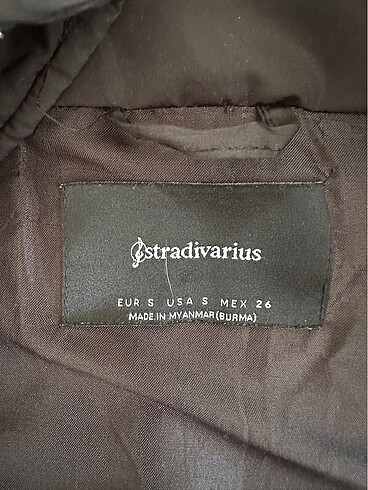 stradivarius
EUR S USA S MEX 26
MADE.IN MYANMAR(BURMA)